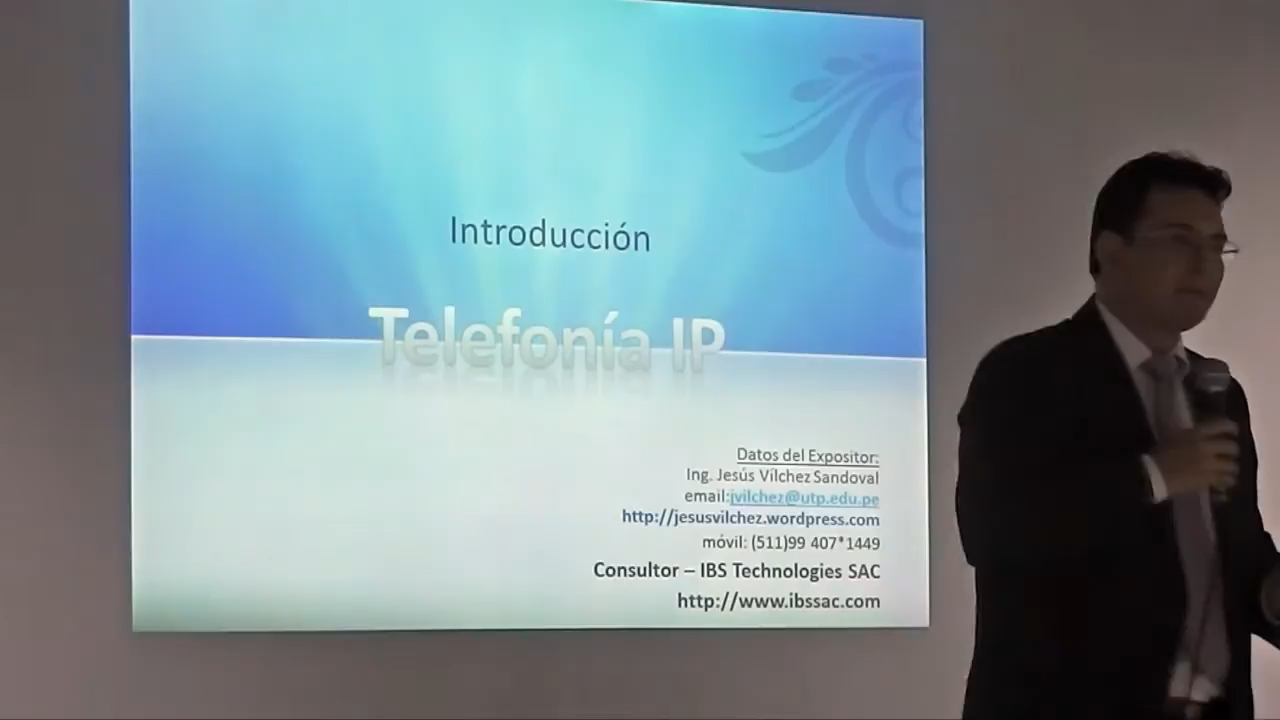 Introducción
Telefonía IP
Datos del Expositor:
Ing. Jesús Vílchez Sandoval
email:jvilchez@utp.edu.pe
http://jesusvilchez.wordpress.com
móvil: (511)99 407*1449
Consultor – IBS Technologies SAC
http://www.ibssac.com